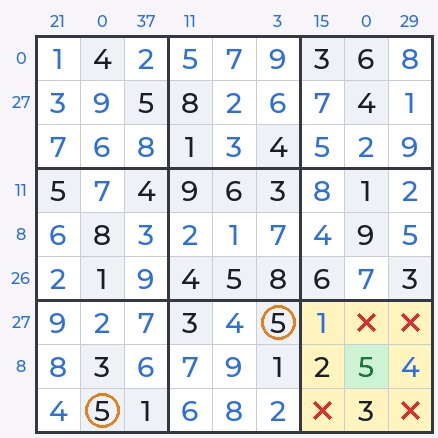 21 0 37 11 3 15 0 29
0 1 4 2 5 7 9 3 6 8
27 3 9 5 8 2 6 7 4 1
7 6 8 1 3 4 5 2 9
11 5 7 4 9 6 3 8 1 2
8 6 8 3 2 1 7 4 9 5
26 2 1 9 4 5 8 6 7 3
27 9 2 7 3 4 5 1
8 8 3 6 7 9 1 2 5 4
4 5 1 6 8 2 3